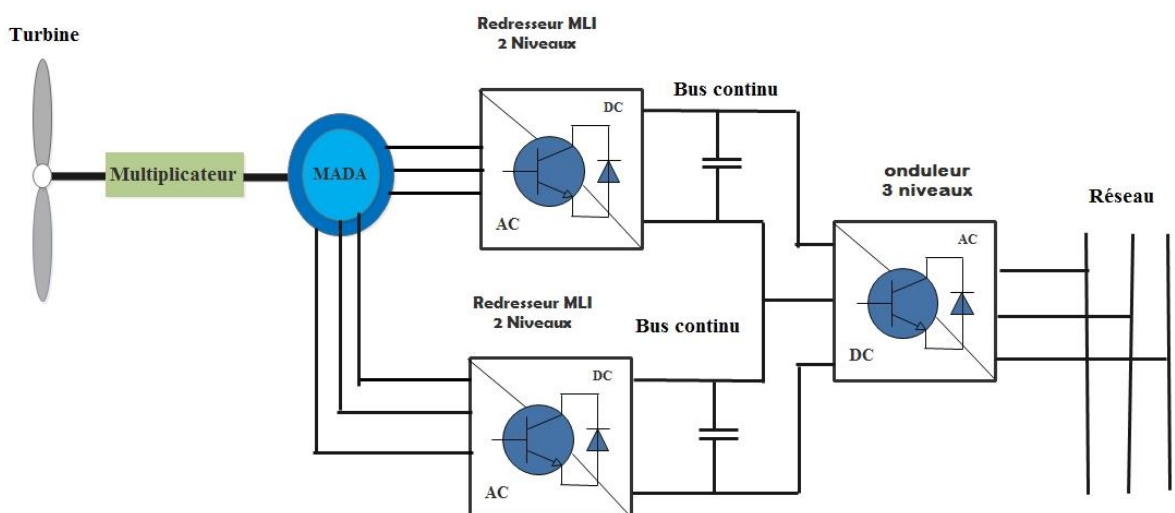 Turbine
Redresseur MLI
2 Niveaux
Bus continu
DC
Multiplicateur
MADA
AC
onduleur
3 niveaux
Réseau
AC
DC
Redresseur MLI
2 Niveaux
Bus continu
DC
AC